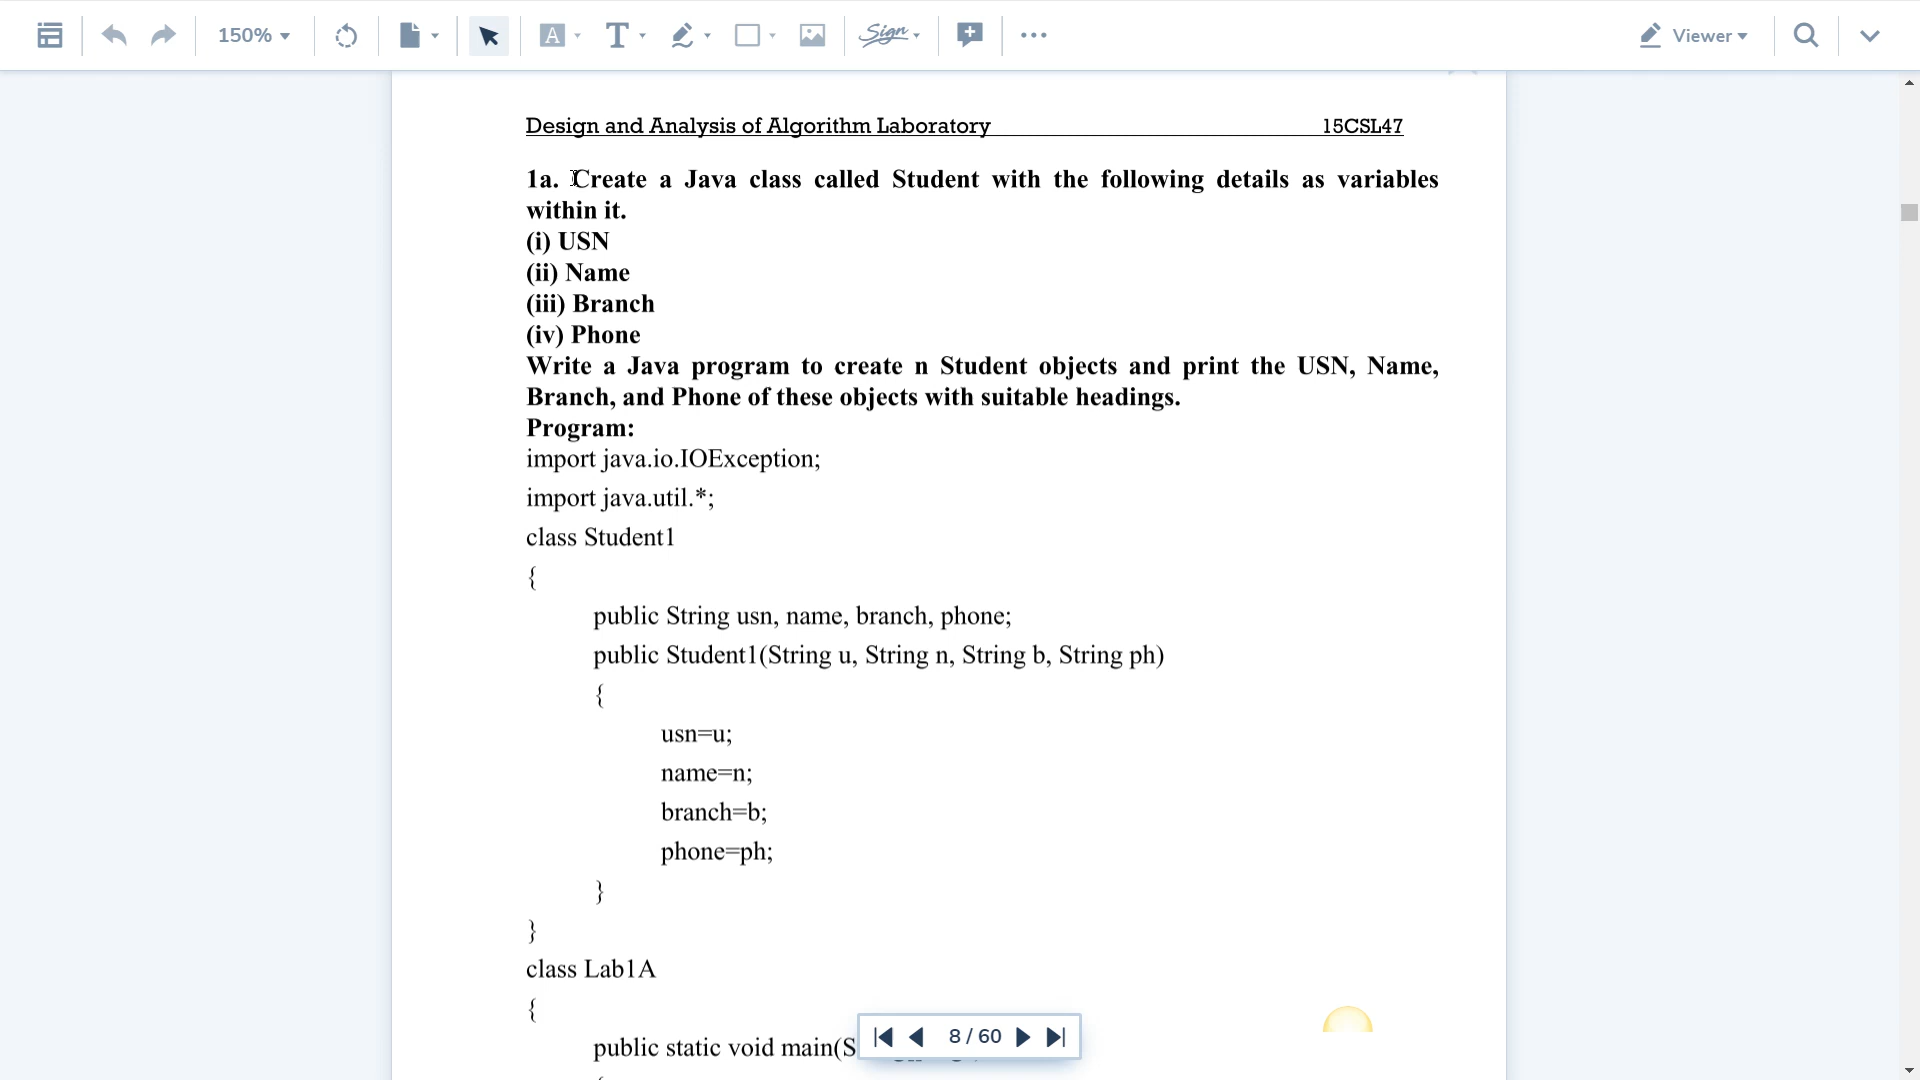 150%
A
T
Sign
Viewer
Design and Analysis of Algorithm Laboratory 15CSL47
1a. Create a Java class called Student with the following details as variables
within it.
(i) USN
(ii) Name
(iii) Branch
(iv) Phone
Write a Java program to create n Student objects and print the USN, Name,
Branch, and Phone of these objects with suitable headings.
Program:
import java.io.IOException;
import java.util.*;
class Student1
{
public String usn, name, branch, phone;
public Student1(String u, String n, String b, String ph)
{
usn=u;
name=n;
branch=b;
phone=ph;
}
}
class Lab1A
{
public static void main(S
8 / 60